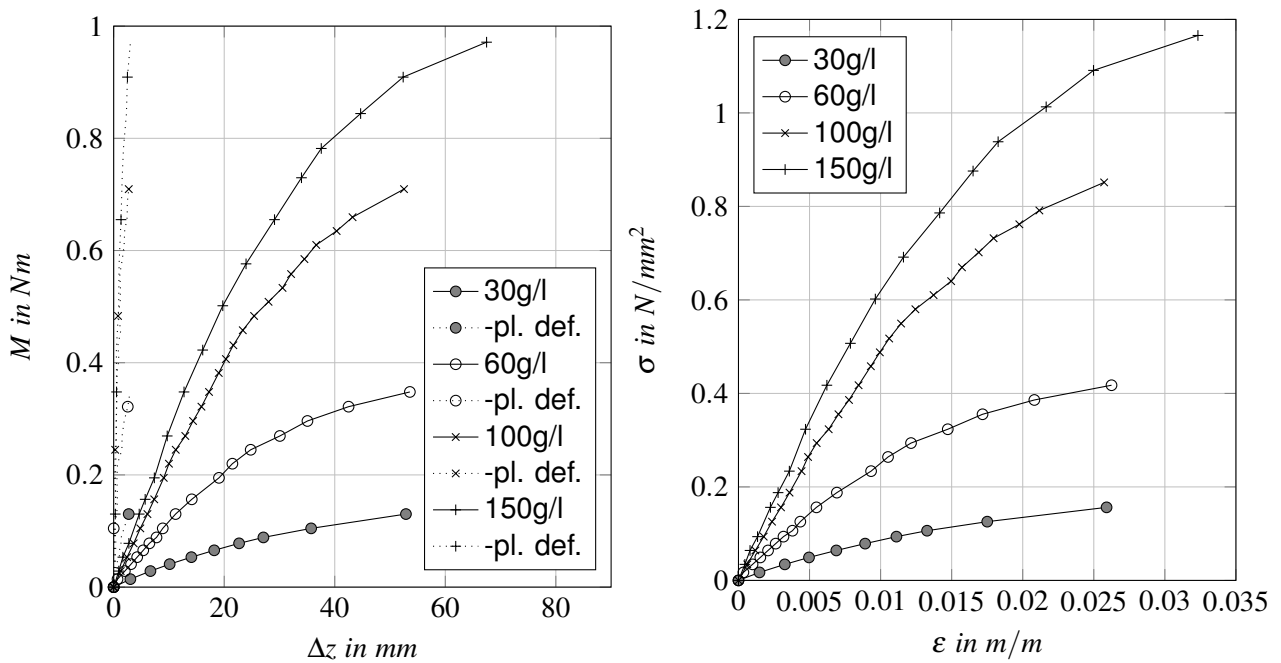 1
0.8
0.6
0.4
0.2
0
0 20 40 60 80
M in Nm
Δz in mm
30g/l
-pl. def.
60g/l
-pl. def.
100g/l
-pl. def.
150g/l
-pl. def.
1.2
1
0.8
0.6
0.4
0.2
0
0 0.005 0.01 0.015 0.02 0.025 0.03 0.035
σ in N/mm²
ε in m/m
30g/l
60g/l
100g/l
150g/l